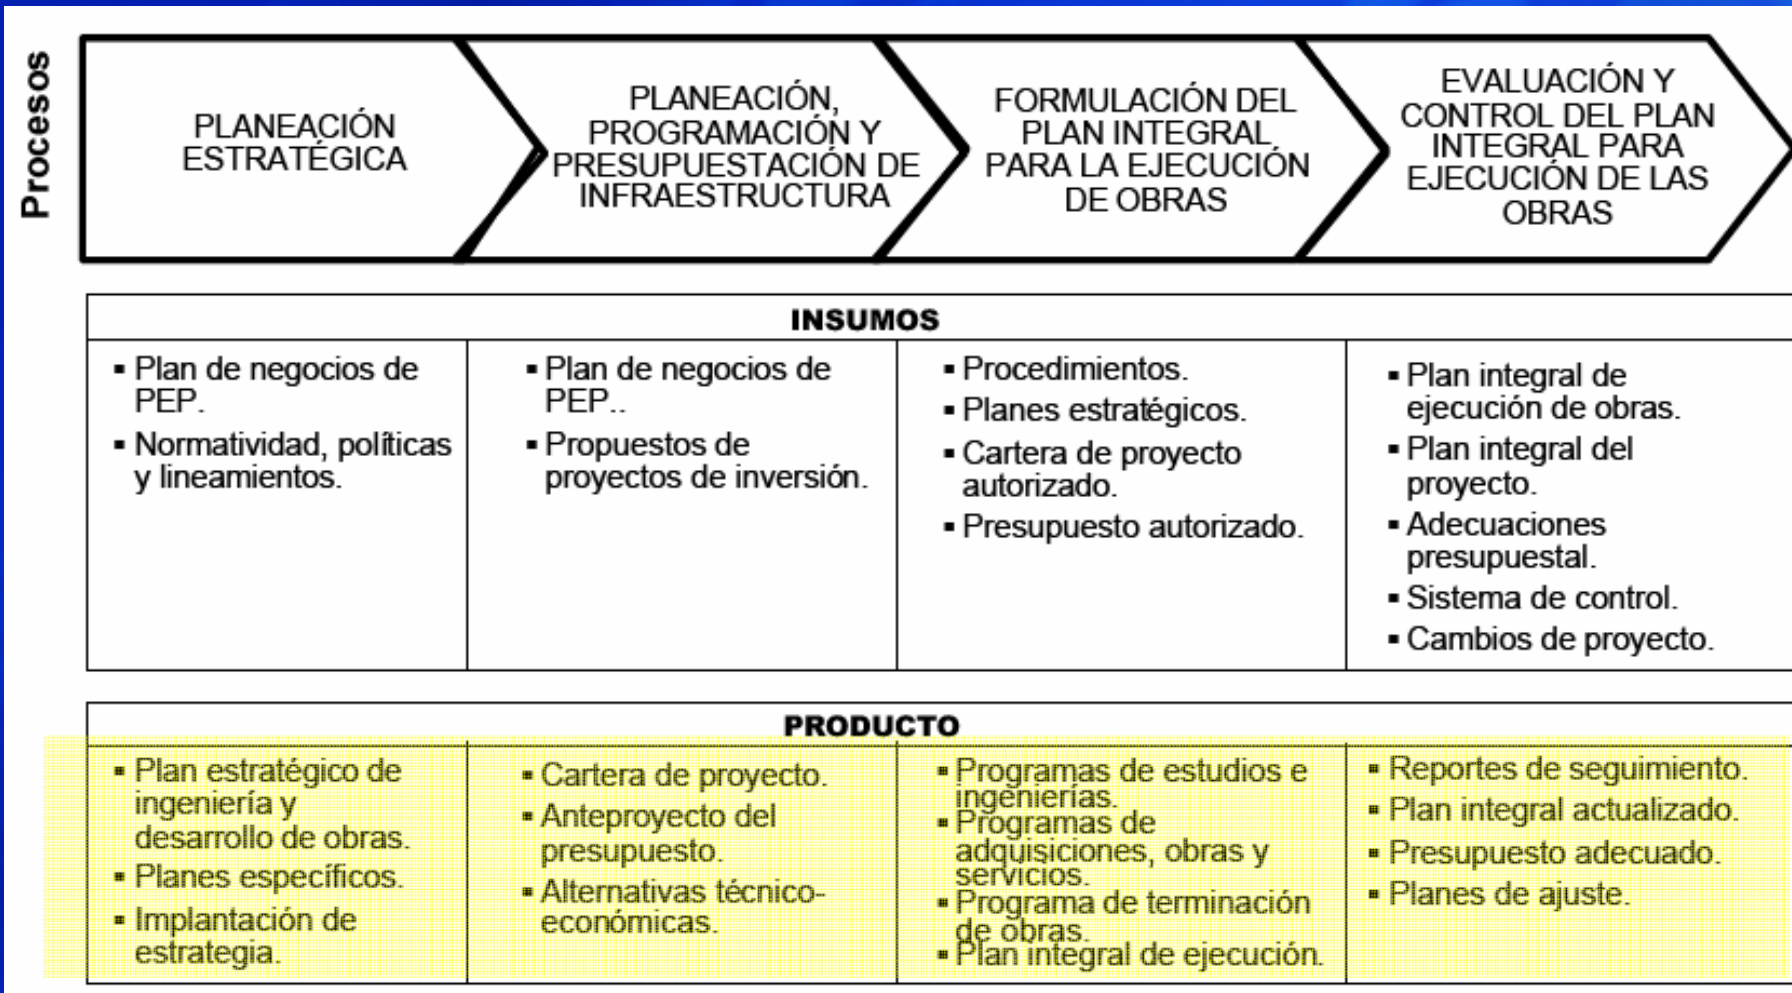 Procesos
PLANEACIÓN
ESTRATÉGICA
PLANEACIÓN,
PROGRAMACIÓN Y
PRESUPUESTACIÓN DE
INFRAESTRUCTURA
FORMULACIÓN DEL
PLAN INTEGRAL
PARA LA EJECUCIÓN
DE OBRAS
EVALUACIÓN Y
CONTROL DEL PLAN
INTEGRAL PARA
EJECUCIÓN DE LAS
OBRAS
INSUMOS
▪ Plan de negocios de
PEP.
▪ Normatividad, políticas
y lineamientos.
▪ Plan de negocios de
PEP..
▪ Propuestos de
proyectos de inversión.
▪ Procedimientos.
▪ Planes estratégicos.
▪ Cartera de proyecto
autorizado.
▪ Presupuesto autorizado.
▪ Plan integral de
ejecución de obras.
▪ Plan integral del
proyecto.
▪ Adecuaciones
presupuestal.
▪ Sistema de control.
▪ Cambios de proyecto.
PRODUCTO
▪ Plan estratégico de
ingeniería y
desarrollo de obras.
▪ Planes específicos.
▪ Implantación de
estrategia.
▪ Cartera de proyecto.
▪ Anteproyecto del
presupuesto.
▪ Alternativas técnico-
económicas.
▪ Programas de estudios e
ingénierías.
▪ Programas de
adquisiciones, obras y
servicios.
▪ Programa de terminación
de obras.
▪ Plan integral de ejecución.
▪ Reportes de seguimiento.
▪ Plan integral actualizado.
▪ Presupuesto adecuado.
▪ Planes de ajuste.